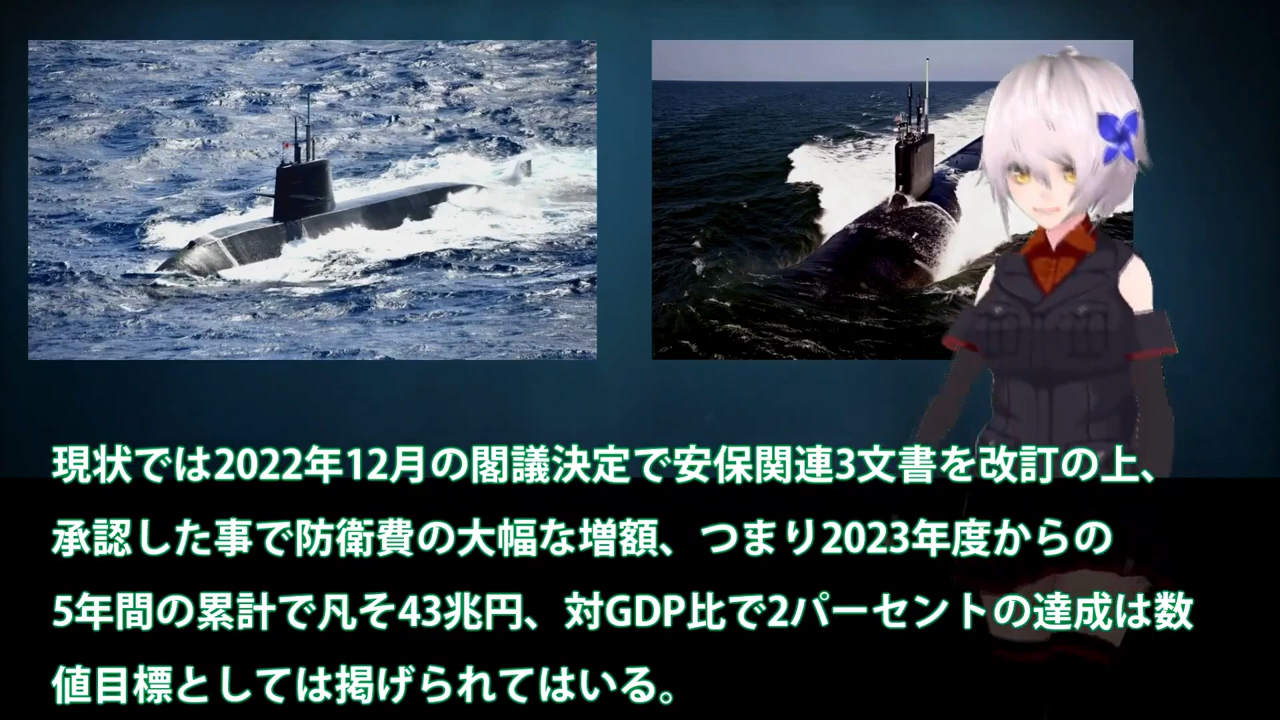 現状では2022年12月の閣議決定で安保関連3文書を改訂の上、
承認した事で防衛費の大幅な増額、つまり2023年度からの
5年間の累計で凡そ43兆円、対GDP比で2パーセントの達成は数
値目標としては掲げられてはいる。